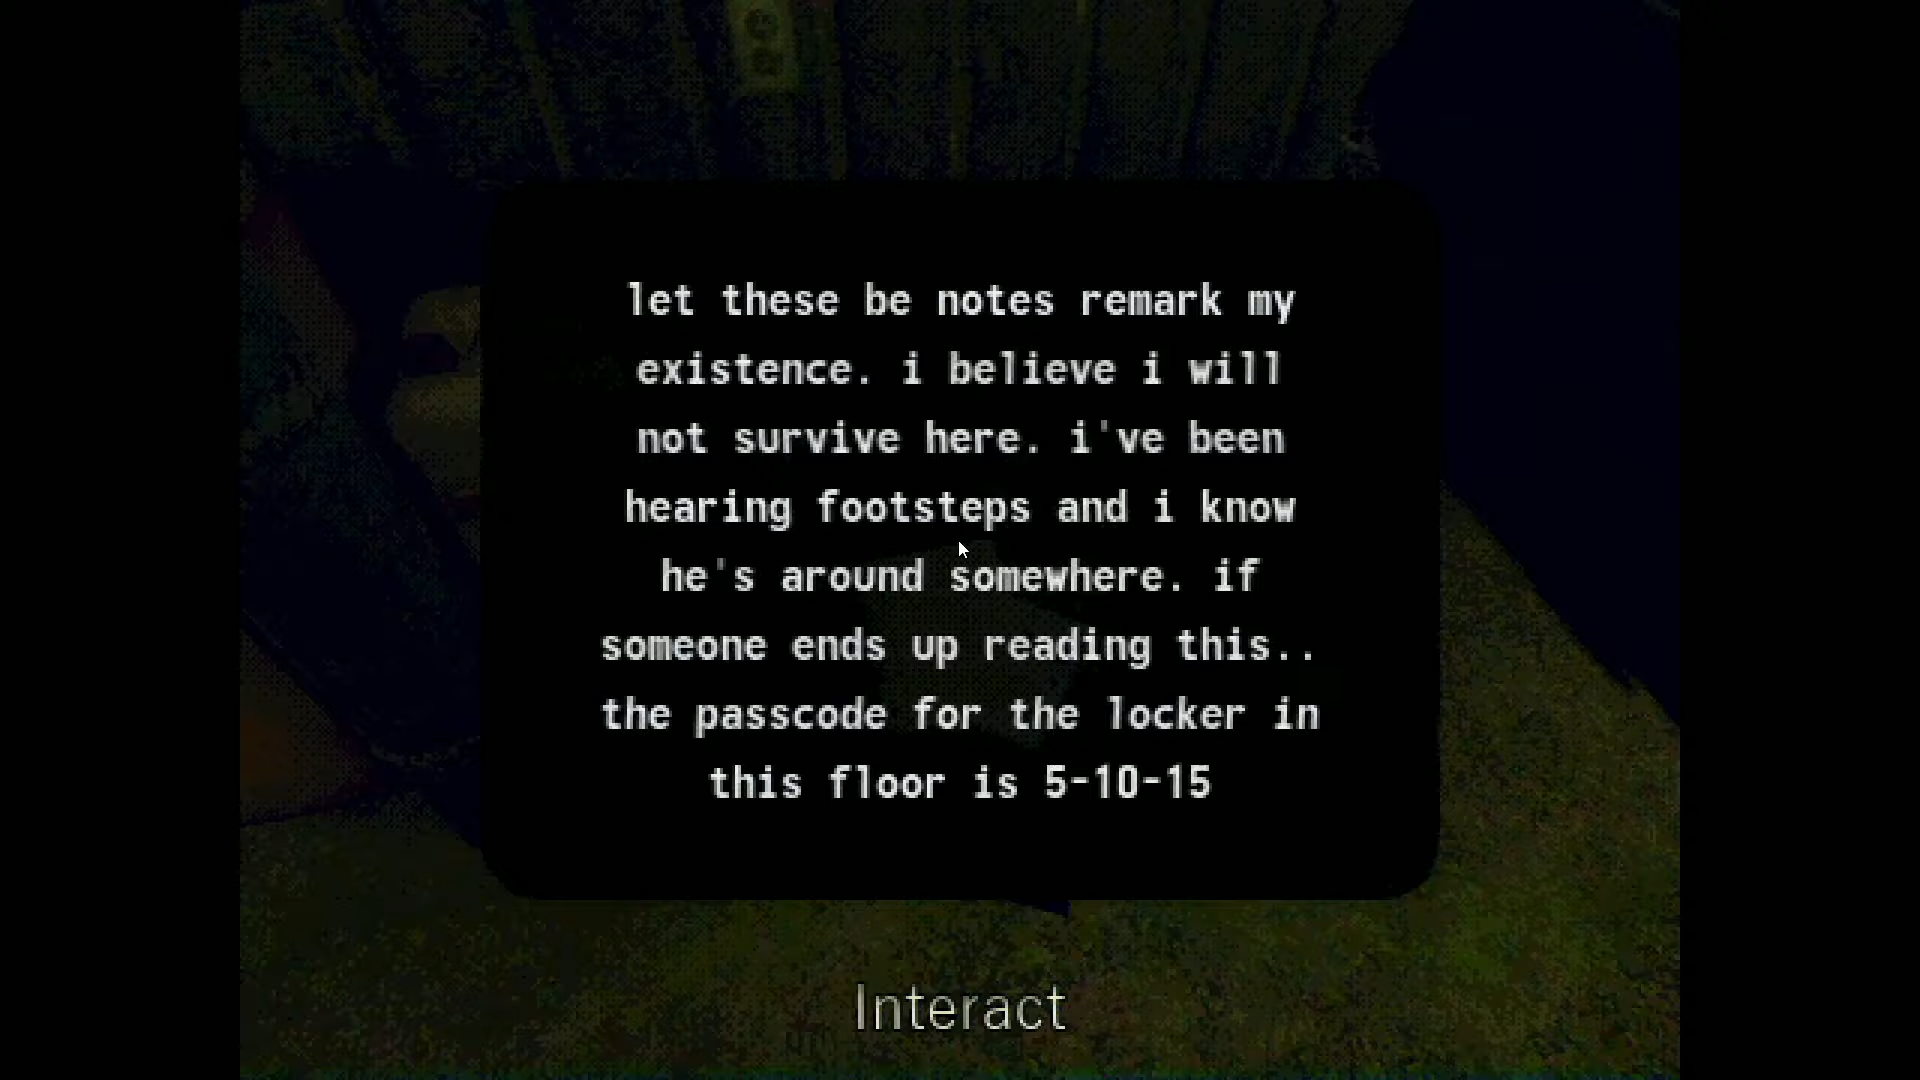 let these be notes remark my
existence. i believe i will
not survive here. i've been
hearing footsteps and i know
he's around somewhere. if
someone ends up reading this..
the passcode for the locker in
this floor is 5-10-15
Interact